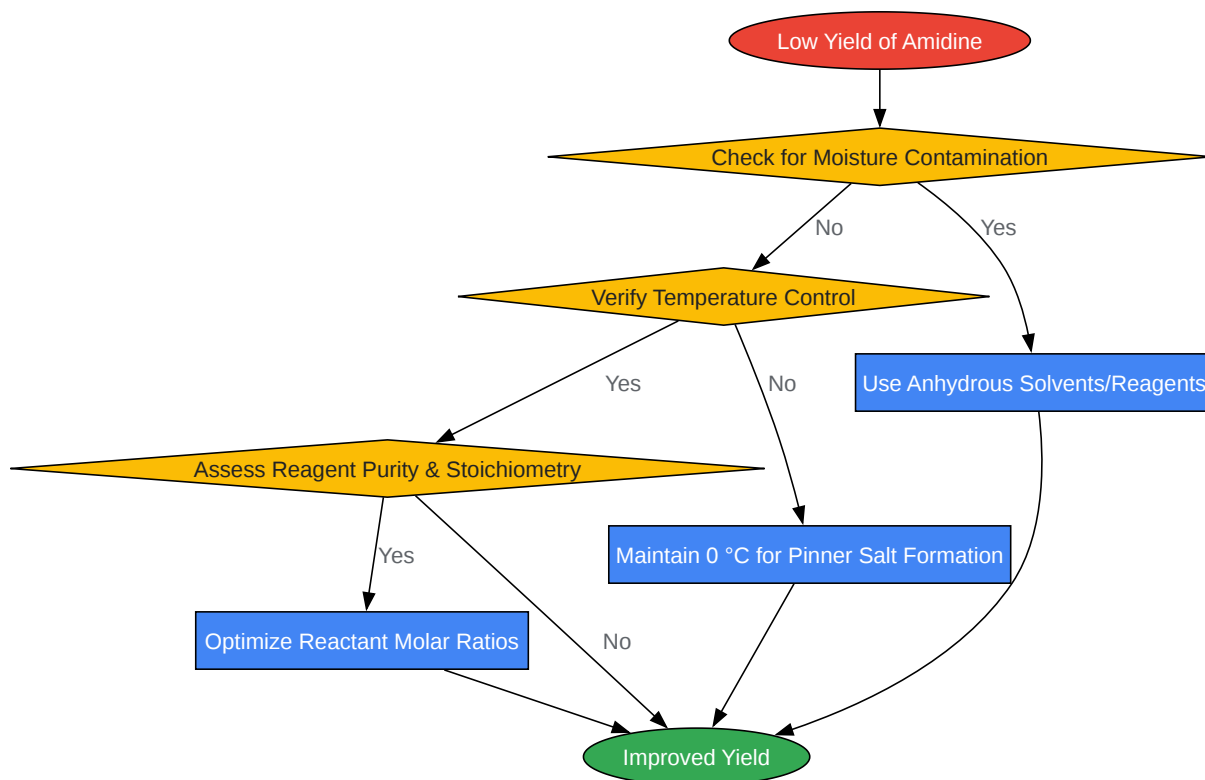 Low Yield of Amidine
Check for Moisture Contamination
No
Yes
Verify Temperature Control
Yes
No
Use Anhydrous Solvents/Reagents
Assess Reagent Purity & Stoichiometry
Yes
Maintain 0 °C for Pinner Salt Formation
Optimize Reactant Molar Ratios
No
Improved Yield